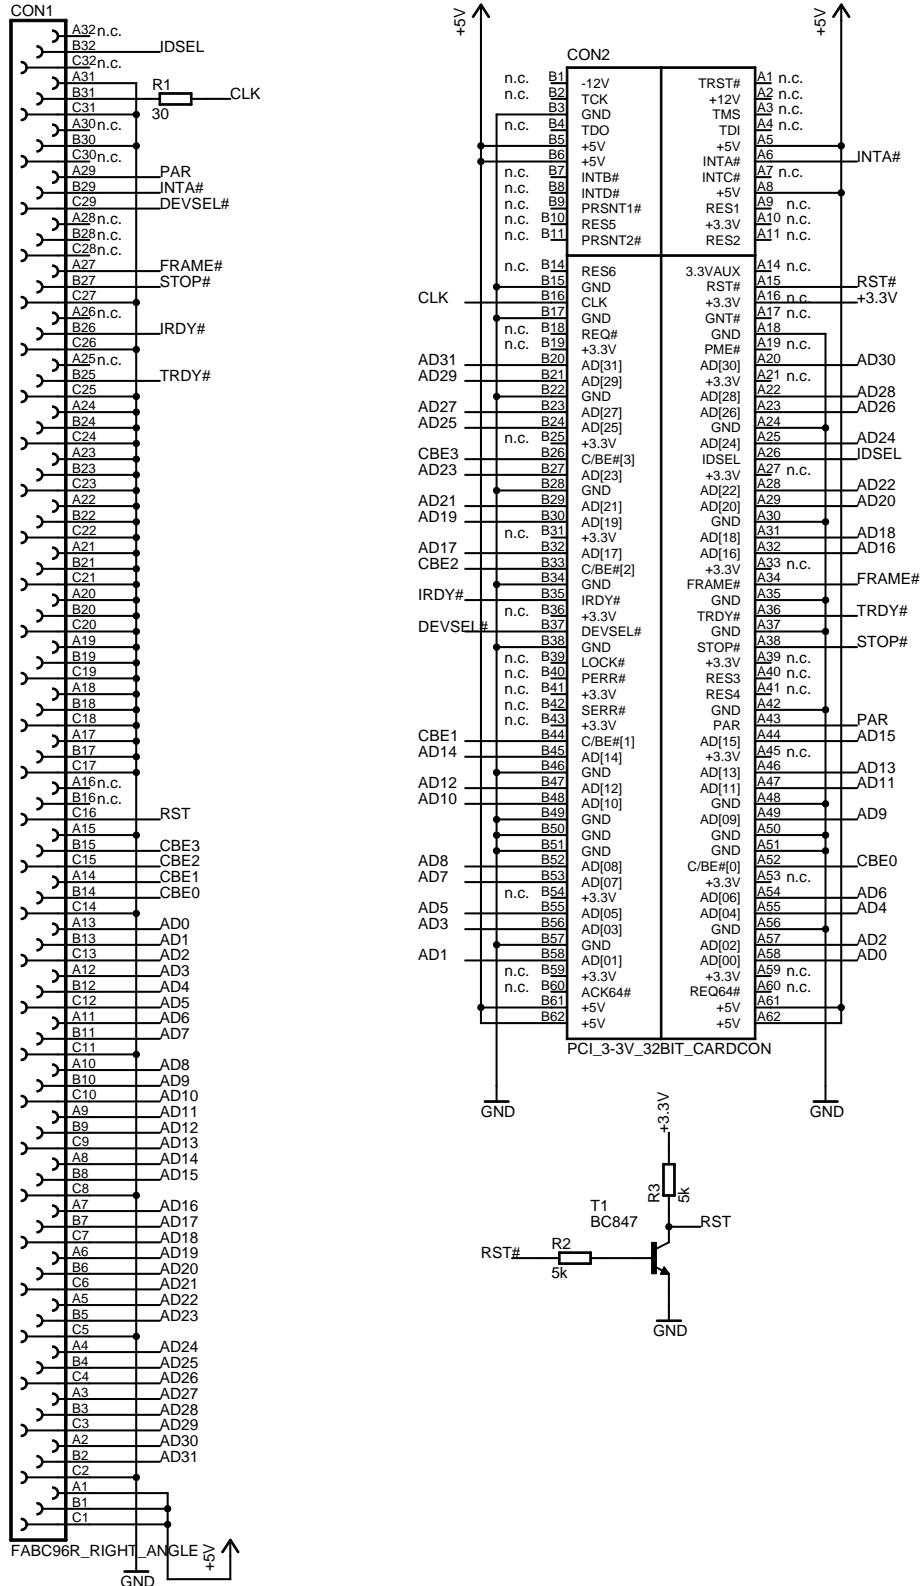 CON1
A32 n.c.
B32 IDSEL
C32 n.c.
A31
B31 R1 30 CLK
C31
A30 n.c.
B30
C30 n.c.
A29 PAR
B29 INTA#
C29 DEVSEL#
A28 n.c.
B28 n.c.
C28 n.c.
A27 FRAME#
B27 STOP#
C27
A26 n.c.
B26 IRDY#
C26
A25 n.c.
B25 TRDY#
C25
A24
B24
C24
A23
B23
C23
A22
B22
C22
A21
B21
C21
A20
B20
C20
A19
B19
C19
A18
B18
C18
A17
B17
C17
A16 n.c.
B16 n.c.
C16 RST
A15
B15 CBE3
C15 CBE2
A14 CBE1
B14 CBE0
C14
A13 AD0
B13 AD1
C13 AD2
A12 AD3
B12 AD4
C12 AD5
A11 AD6
B11 AD7
C11
A10 AD8
B10 AD9
C10 AD10
A9 AD11
B9 AD12
C9 AD13
A8 AD14
B8 AD15
C8
A7 AD16
B7 AD17
C7 AD18
A6 AD19
B6 AD20
C6 AD21
A5 AD22
B5 AD23
C5
A4 AD24
B4 AD25
C4 AD26
A3 AD27
B3 AD28
C3 AD29
A2 AD30
B2 AD31
C2
A1
B1
C1
FABC96R_RIGHT_ANGLE
+5V
GND
+5V
+5V
CON2
n.c. B1 -12V TRST# A1 n.c.
n.c. B2 TCK +12V A2 n.c.
B3 GND TMS A3 n.c.
n.c. B4 TDO TDI A4 n.c.
B5 +5V +5V A5
B6 +5V INTA# A6 INTA#
n.c. B7 INTB# INTC# A7 n.c.
n.c. B8 INTD# +5V A8
n.c. B9 PRSNT1# RES1 A9 n.c.
n.c. B10 RES5 +3.3V A10 n.c.
n.c. B11 PRSNT2# RES2 A11 n.c.
n.c. B14 RES6 3.3VAUX A14 n.c.
B15 GND RST# A15 RST#
CLK B16 CLK +3.3V A16 n.c. +3.3V
B17 GND GNT# A17 n.c.
n.c. B18 REQ# GND A18
n.c. B19 +3.3V PME# A19 n.c.
AD31 B20 AD[31] AD[30] A20 AD30
AD29 B21 AD[29] +3.3V A21 n.c.
B22 GND AD[28] A22 AD28
AD27 B23 AD[27] AD[26] A23 AD26
AD25 B24 AD[25] GND A24
n.c. B25 +3.3V AD[24] A25 AD24
CBE3 B26 C/BE#[3] IDSEL A26 IDSEL
AD23 B27 AD[23] +3.3V A27 n.c.
B28 GND AD[22] A28 AD22
AD21 B29 AD[21] AD[20] A29 AD20
AD19 B30 AD[19] GND A30
n.c. B31 +3.3V AD[18] A31 AD18
AD17 B32 AD[17] AD[16] A32 AD16
CBE2 B33 C/BE#[2] +3.3V A33 n.c.
B34 GND FRAME# A34 FRAME#
IRDY# B35 IRDY# GND A35
n.c. B36 +3.3V TRDY# A36 TRDY#
DEVSEL# B37 DEVSEL# GND A37
B38 GND STOP# A38 STOP#
n.c. B39 LOCK# +3.3V A39 n.c.
n.c. B40 PERR# RES3 A40 n.c.
n.c. B41 +3.3V RES4 A41 n.c.
n.c. B42 SERR# GND A42
n.c. B43 +3.3V PAR A43 PAR
CBE1 B44 C/BE#[1] AD[15] A44 AD15
AD14 B45 AD[14] +3.3V A45 n.c.
B46 GND AD[13] A46 AD13
AD12 B47 AD[12] AD[11] A47 AD11
AD10 B48 AD[10] GND A48
B49 GND AD[09] A49 AD9
B50 GND GND A50
B51 GND GND A51
AD8 B52 AD[08] C/BE#[0] A52 CBE0
AD7 B53 AD[07] +3.3V A53 n.c.
n.c. B54 +3.3V AD[06] A54 AD6
AD5 B55 AD[05] AD[04] A55 AD4
AD3 B56 AD[03] GND A56
B57 GND AD[02] A57 AD2
AD1 B58 AD[01] AD[00] A58 AD0
n.c. B59 +3.3V +3.3V A59 n.c.
n.c. B60 ACK64# REQ64# A60 n.c.
B61 +5V +5V A61
B62 +5V +5V A62
PCI_3-3V_32BIT_CARDCON
GND
GND
+3.3V
R3
5k
T1
BC847
RST
RST#
R2
5k
GND